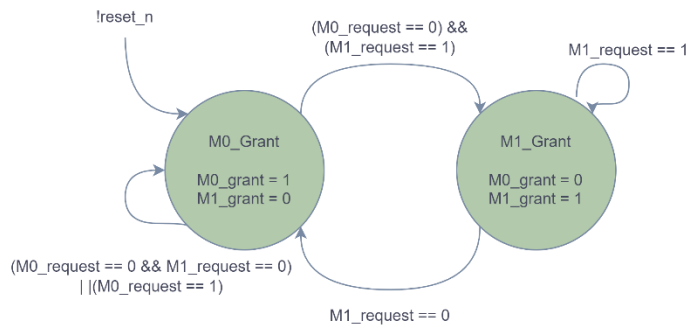 !reset_n
(M0_request == 0) &&
(M1_request == 1)
M1_request == 1
M0_Grant
M0_grant = 1
M1_grant = 0
M1_Grant
M0_grant = 0
M1_grant = 1
(M0_request == 0 && M1_request == 0)
| |(M0_request == 1)
M1_request == 0